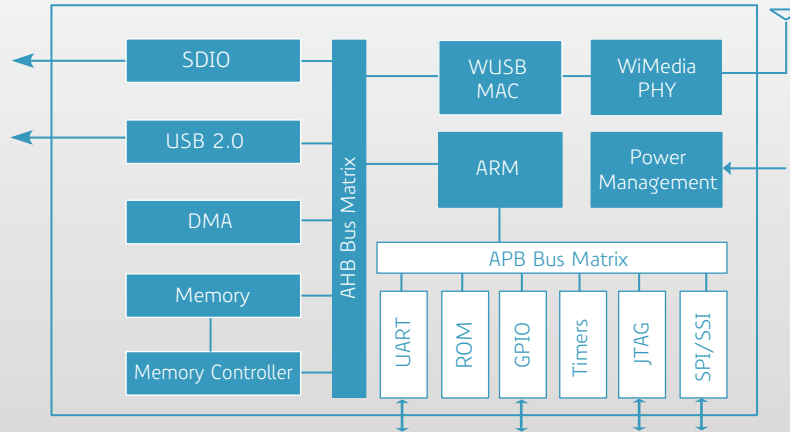 SDIO
USB 2.0
DMA
Memory
Memory Controller
AHB Bus Matrix
WUSB
MAC
WiMedia
PHY
ARM
Power
Management
APB Bus Matrix
UART
ROM
GPIO
Timers
JTAG
SPI/SSI